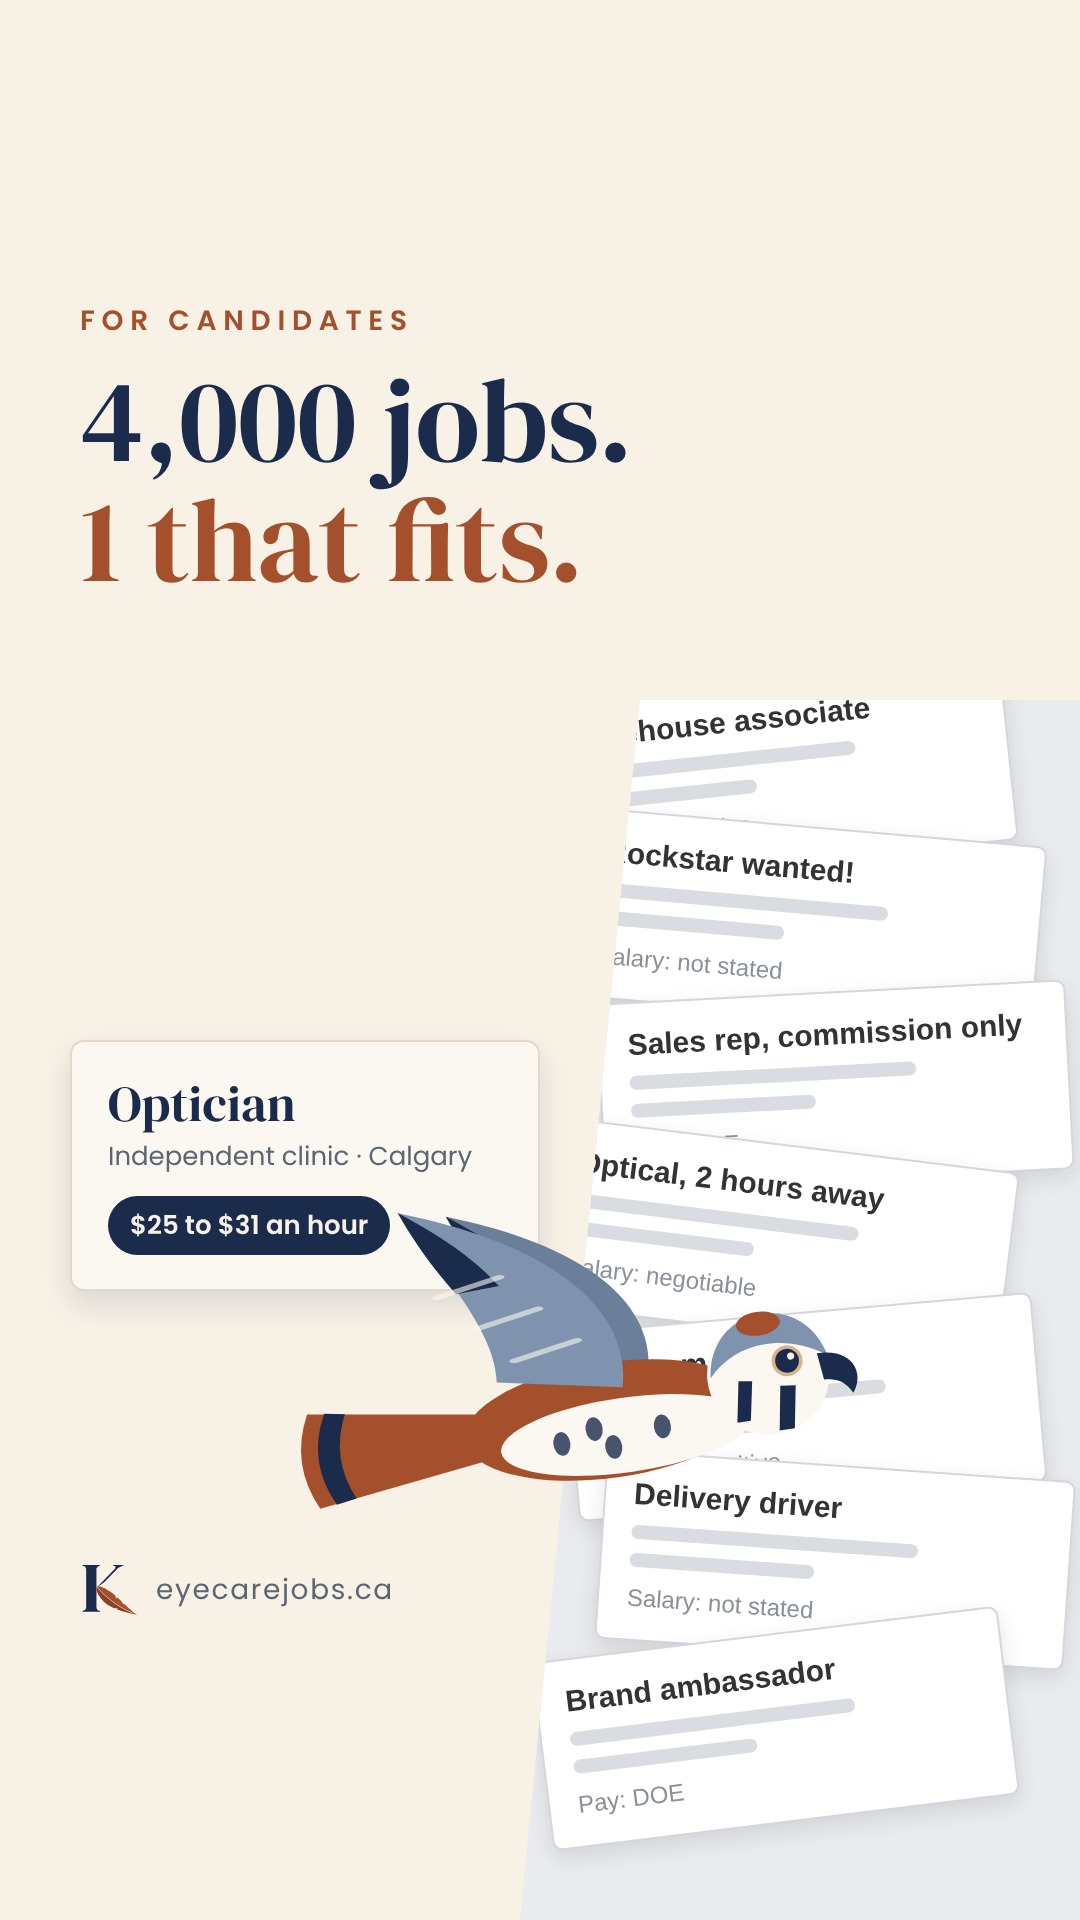 FOR CANDIDATES
4,000 jobs.
1 that fits.
house associate
ockstar wanted!
alary: not stated
Sales rep, commission only
Optician
Independent clinic · Calgary
$25 to $31 an hour
Optical, 2 hours away
alary: negotiable
Delivery driver
Salary: not stated
K eyecarejobs.ca
Brand ambassador
Pay: DOE